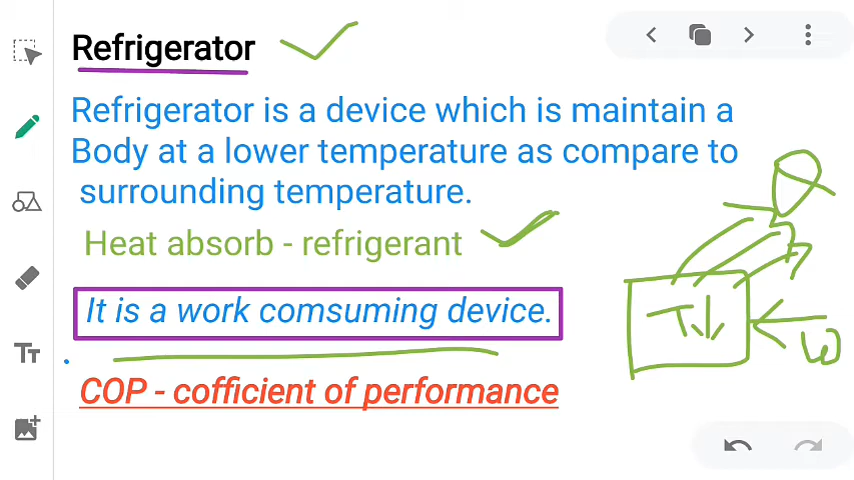 Refrigerator
Refrigerator is a device which is maintain a
Body at a lower temperature as compare to
surrounding temperature.
Heat absorb - refrigerant
It is a work comsuming device.
COP - cofficient of performance
T↓
W
TT